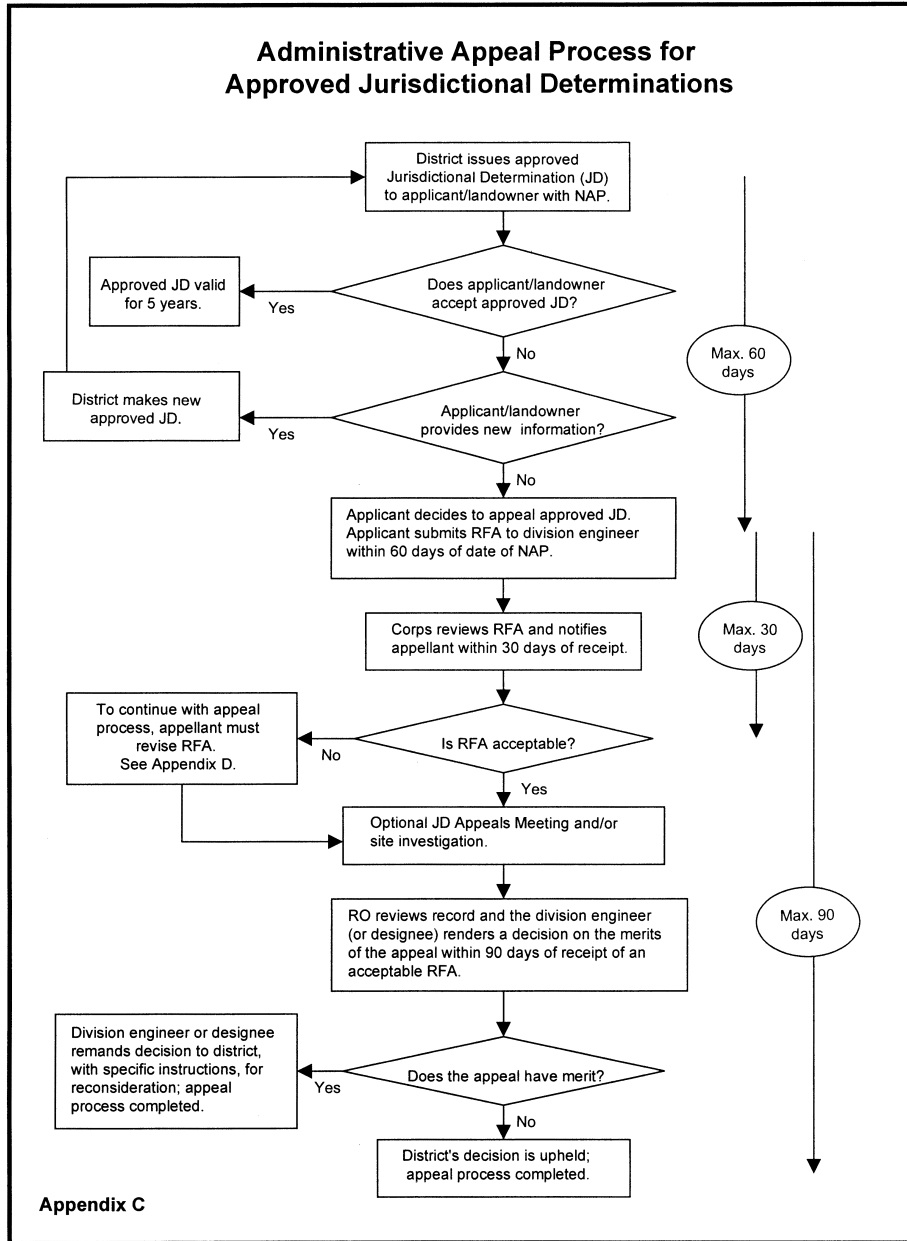 Administrative Appeal Process for
Approved Jurisdictional Determinations
District issues approved
Jurisdictional Determination (JD)
to applicant/landowner with NAP.
Does applicant/landowner
accept approved JD?
Yes
Approved JD valid
for 5 years.
No
Max. 60
days
Applicant/landowner
provides new information?
Yes
District makes new
approved JD.
No
Applicant decides to appeal approved JD.
Applicant submits RFA to division engineer
within 60 days of date of NAP.
Corps reviews RFA and notifies
appellant within 30 days of receipt.
Max. 30
days
Is RFA acceptable?
No
To continue with appeal
process, appellant must
revise RFA.
See Appendix D.
Yes
Optional JD Appeals Meeting and/or
site investigation.
RO reviews record and the division engineer
(or designee) renders a decision on the merits
of the appeal within 90 days of receipt of an
acceptable RFA.
Max. 90
days
Does the appeal have merit?
Yes
Division engineer or designee
remands decision to district,
with specific instructions, for
reconsideration; appeal
process completed.
No
District's decision is upheld;
appeal process completed.
Appendix C